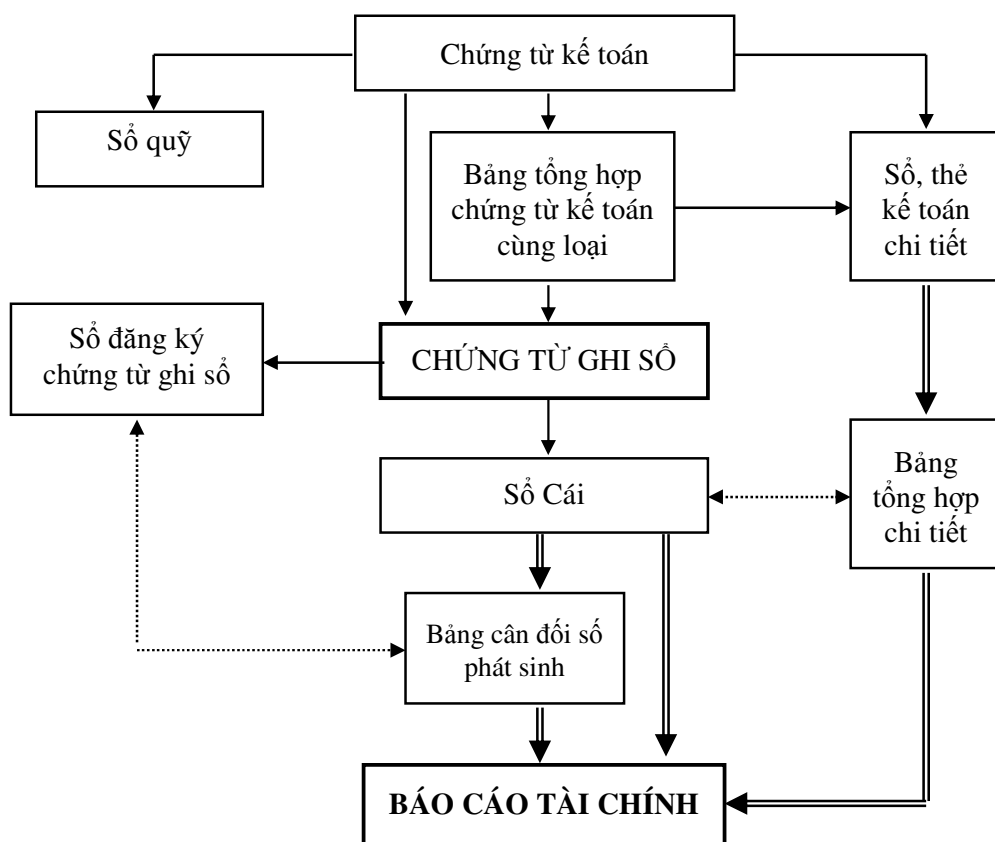 Chứng từ kế toán
Sổ quỹ
Bảng tổng hợp
chứng từ kế toán
cùng loại
Sổ, thẻ
kế toán
chi tiết
Sổ đăng ký
chứng từ ghi sổ
CHỨNG TỪ GHI SỔ
Sổ Cái
Bảng
tổng hợp
chi tiết
Bảng cân đối số
phát sinh
BÁO CÁO TÀI CHÍNH